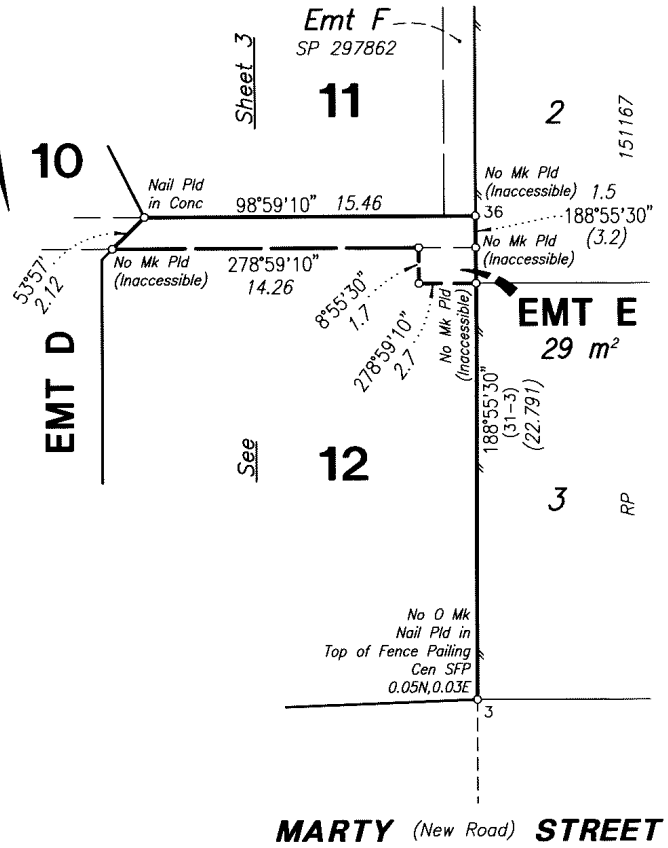 Emt F
SP 297862
Sheet 3
11
2
151167
10
Nail Pld
in Conc
98°59'10" 15.46
No Mk Pld
(Inaccessible)
1.5
36
188°55'30"
(3.2)
53°57'
2.12
No Mk Pld
(Inaccessible)
278°59'10"
14.26
No Mk Pld
(Inaccessible)
8°55'30"
1.7
278°59'10"
2.7
No Mk Pld
(Inaccessible)
EMT E
29 m²
EMT D
188°55'30"
(31-3)
(22.791)
See
12
3
RP
No O Mk
Nail Pld in
Top of Fence Pailing
Cen SFP
0.05N,0.03E
3
MARTY (New Road) STREET